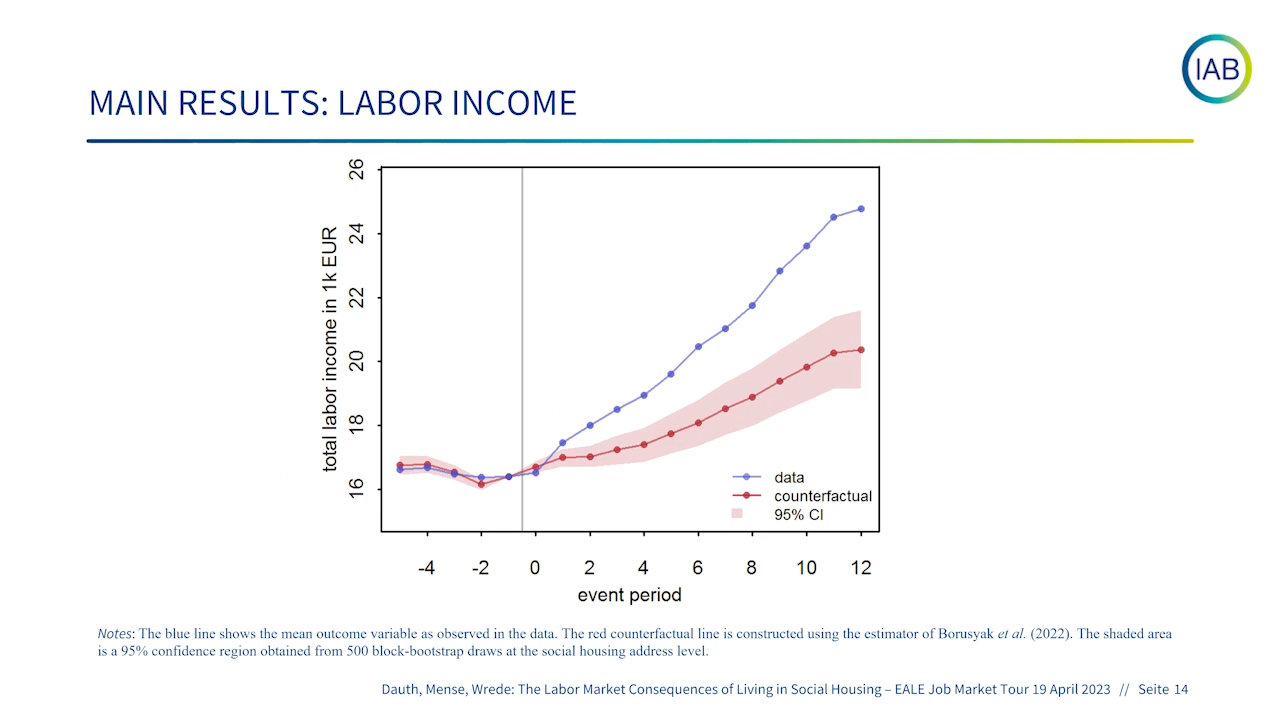 IAB
MAIN RESULTS: LABOR INCOME
total labor income in 1k EUR
26
24
22
20
18
16
data
counterfactual
95% CI
-4 -2 0 2 4 6 8 10 12
event period
Notes: The blue line shows the mean outcome variable as observed in the data. The red counterfactual line is constructed using the estimator of Borusyak et al. (2022). The shaded area
is a 95% confidence region obtained from 500 block-bootstrap draws at the social housing address level.
Dauth, Mense, Wrede: The Labor Market Consequences of Living in Social Housing – EALE Job Market Tour 19 April 2023 // Seite 14